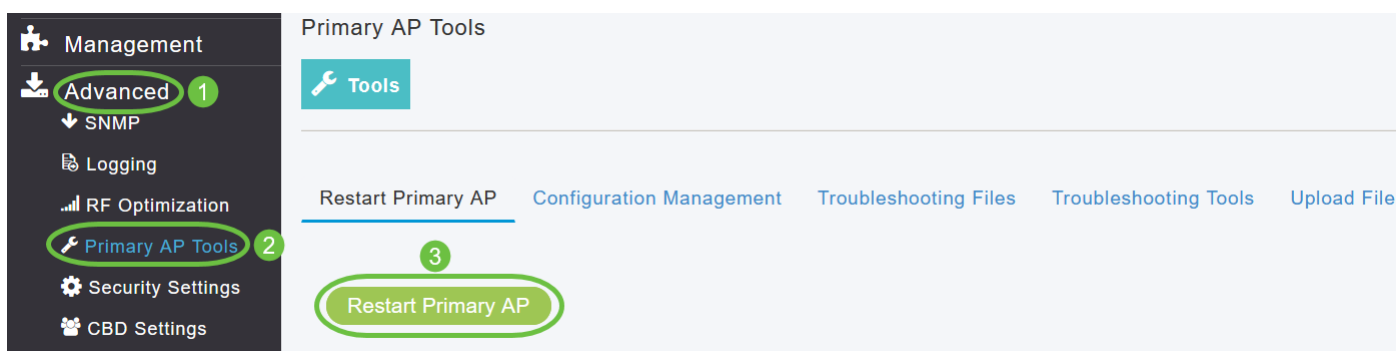 Management
Advanced 1
SNMP
Logging
RF Optimization
Primary AP Tools 2
Security Settings
CBD Settings
Primary AP Tools
Tools
Restart Primary AP Configuration Management Troubleshooting Files Troubleshooting Tools Upload File
3
Restart Primary AP